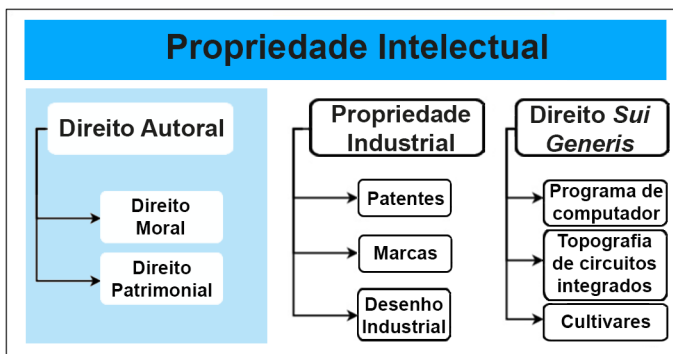 Propriedade Intelectual
Direito Autoral
Direito
Moral
Direito
Patrimonial
Propriedade
Industrial
Patentes
Marcas
Desenho
Industrial
Direito Sui
Generis
Programa de
computador
Topografia
de circuitos
integrados
Cultivares